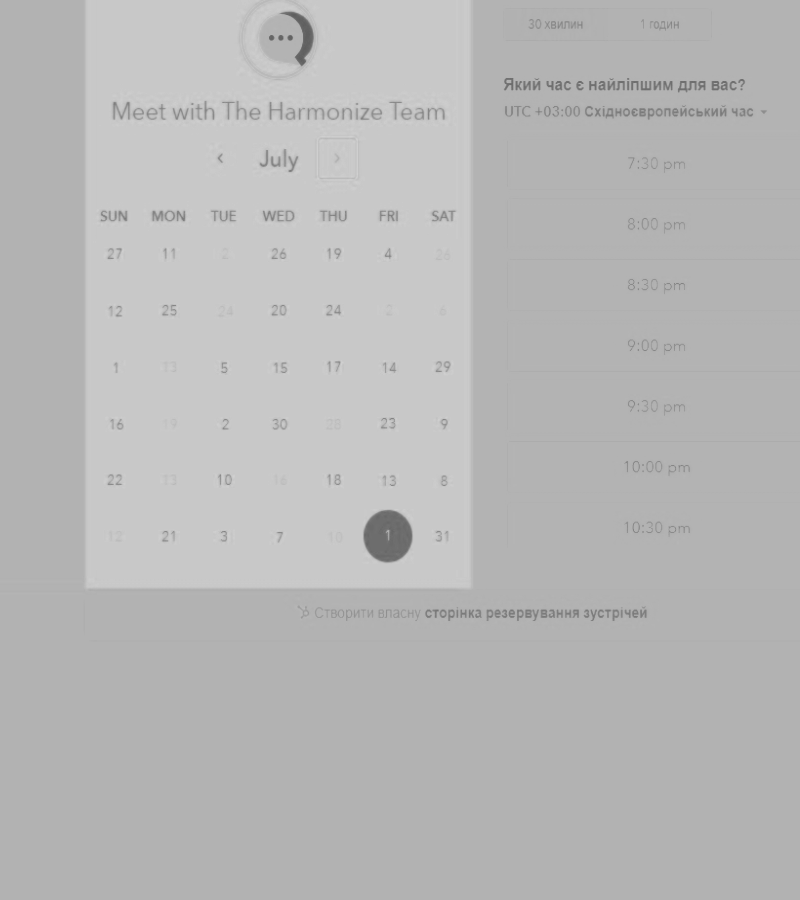 30 хвилин 1 годин
Який час є найліпшим для вас?
UTC +03:00 Східноєвропейський час
Meet with The Harmonize Team
July
SUN MON TUE WED THU FRI SAT
27 11 2 26 19 4 26
12 25 24 20 24 2 6
1 13 5 15 17 14 29
16 19 2 30 28 23 9
22 13 10 16 18 13 8
12 21 3 7 10 1 31
7:30 pm
8:00 pm
8:30 pm
9:00 pm
9:30 pm
10:00 pm
10:30 pm
Створити власну сторінка резервування зустрічей